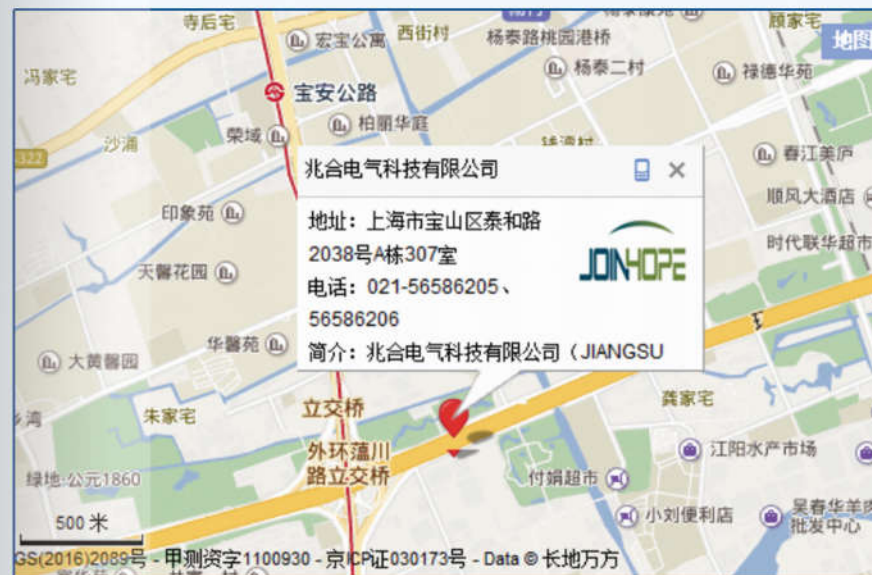 寺后宅
宏宝公寓
西街村
杨泰路桃园港桥
顾家宅
地图
冯家宅
杨泰二村
禄德华苑
宝安公路
荣域
柏丽华庭
沙浦
322
春江美庐
兆合电气科技有限公司
印象苑
顺风大酒店
地址：上海市宝山区泰和路
2038号A栋307室
电话：021-56586205、
56586206
简介：兆合电气科技有限公司（JIANGSU
JOINHOPE
时代联华超市
天馨花园
华馨苑
大黄馨园
朱家宅
立交桥
龚家宅
外环蕰川
路立交桥
江阳水产市场
绿地·公元1860
付娟超市
小刘便利店
吴春华羊肉
批发中心
500 米
GS(2016)2089号 - 甲测资字1100930 - 京ICP证030173号 - Data © 长地万方